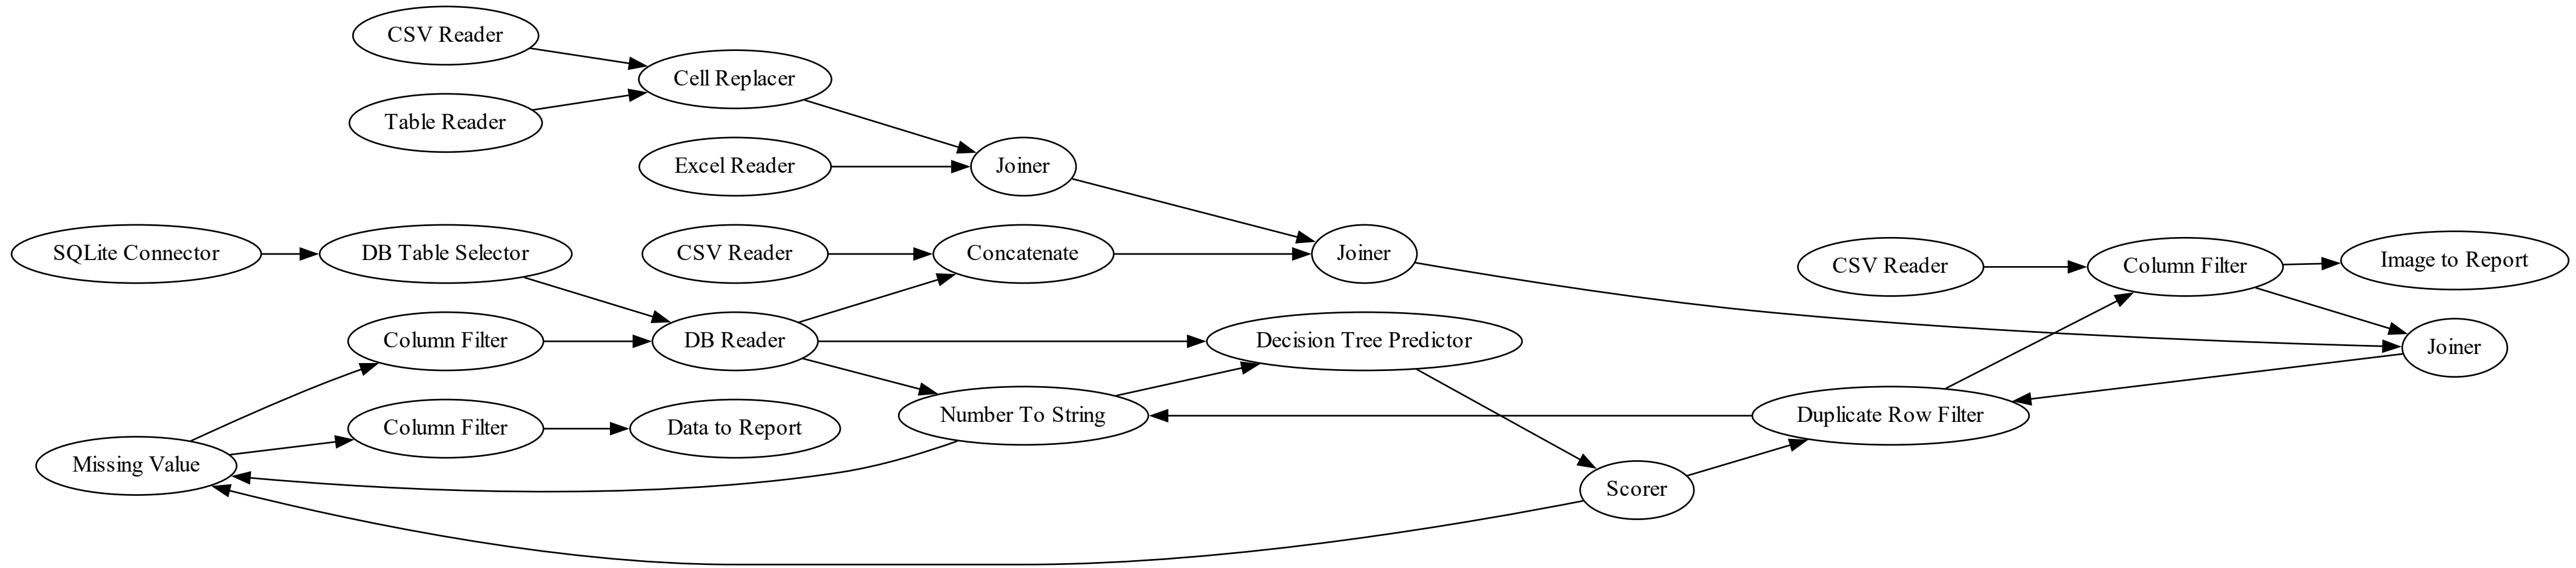 CSV Reader
Cell Replacer
Table Reader
Excel Reader
Joiner
SQLite Connector
DB Table Selector
CSV Reader
Concatenate
Joiner
CSV Reader
Column Filter
Image to Report
Column Filter
DB Reader
Decision Tree Predictor
Joiner
Number To String
Duplicate Row Filter
Column Filter
Data to Report
Missing Value
Scorer